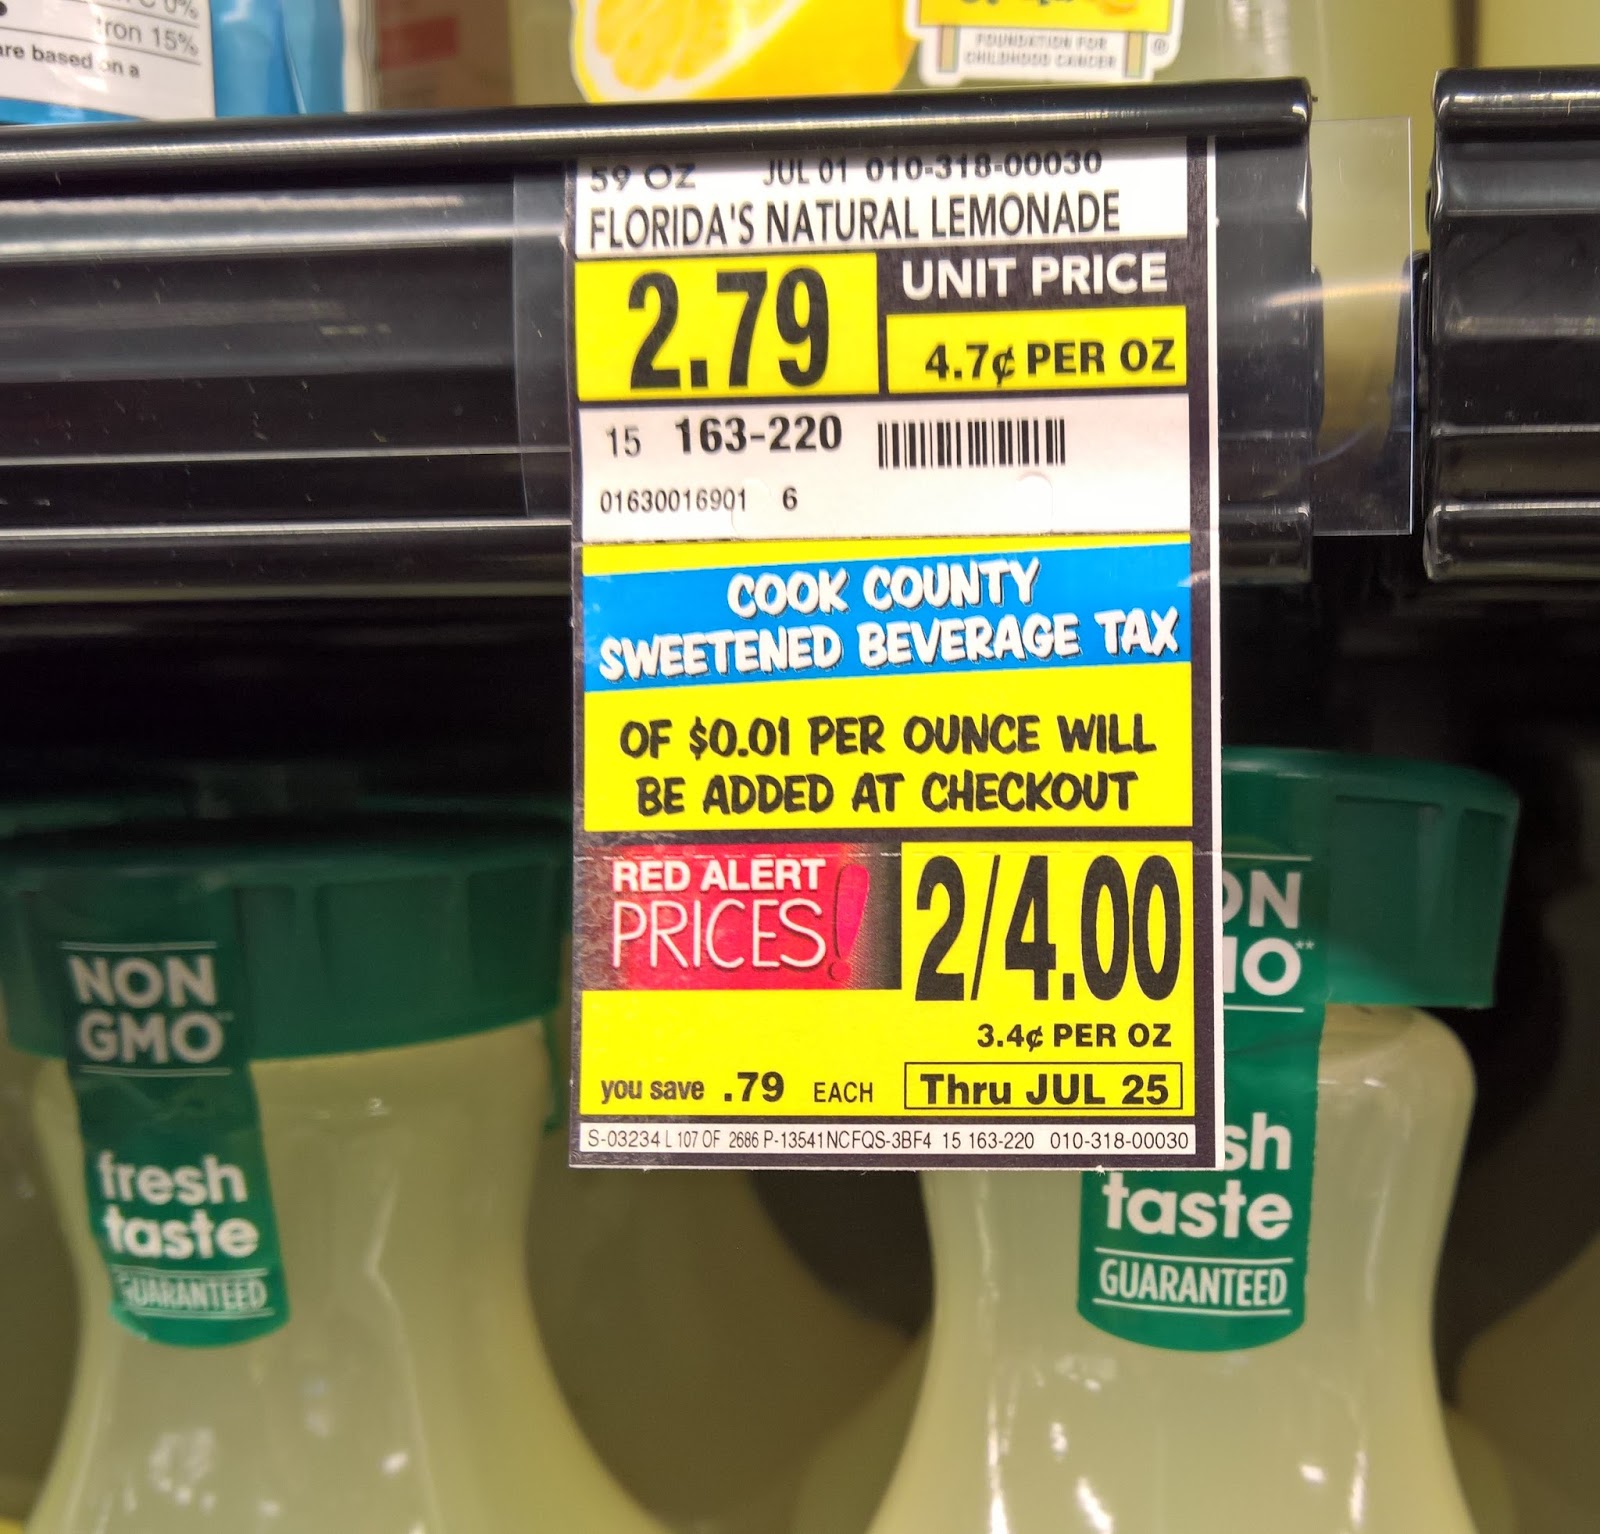 0%
ron 15%
are based on a
FOUNDATION FOR
CHILDHOOD CANCER
59 OZ JUL 01 010-318-00030
FLORIDA'S NATURAL LEMONADE
2.79
UNIT PRICE
4.7¢ PER OZ
15 163-220
01630016901 6
COOK COUNTY
SWEETENED BEVERAGE TAX
OF $0.01 PER OUNCE WILL
BE ADDED AT CHECKOUT
RED ALERT
PRICES!
2/4.00
3.4¢ PER OZ
you save .79 EACH
Thru JUL 25
S-03234 L 107 OF 2686 P-13541NCFQS-3BF4 15 163-220 010-318-00030
NON
GMO
fresh
taste
GUARANTEED
ON
MO**
sh
taste
GUARANTEED